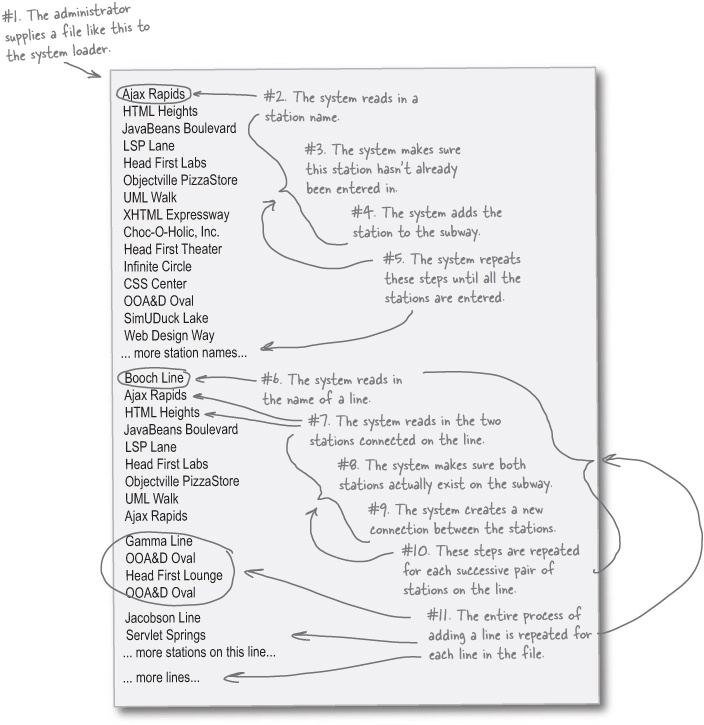 #1. The administrator
supplies a file like this to
the system loader.
Ajax Rapids
HTML Heights
JavaBeans Boulevard
LSP Lane
Head First Labs
Objectville PizzaStore
UML Walk
XHTML Expressway
Choc-O-Holic, Inc.
Head First Theater
Infinite Circle
CSS Center
OOA&D Oval
SimUDuck Lake
Web Design Way
... more station names...
#2. The system reads in a
station name.
#3. The system makes sure
this station hasn't already
been entered in.
#4. The system adds the
station to the subway.
#5. The system repeats
these steps until all the
stations are entered.
Booch Line
Ajax Rapids
HTML Heights
JavaBeans Boulevard
LSP Lane
Head First Labs
Objectville PizzaStore
UML Walk
Ajax Rapids
#6. The system reads in
the name of a line.
#7. The system reads in the two
stations connected on the line.
#8. The system makes sure both
stations actually exist on the subway.
#9. The system creates a new
connection between the stations.
#10. These steps are repeated
for each successive pair of
stations on the line.
Gamma Line
OOA&D Oval
Head First Lounge
OOA&D Oval
Jacobson Line
Servlet Springs
... more stations on this line...
... more lines...
#11. The entire process of
adding a line is repeated for
each line in the file.